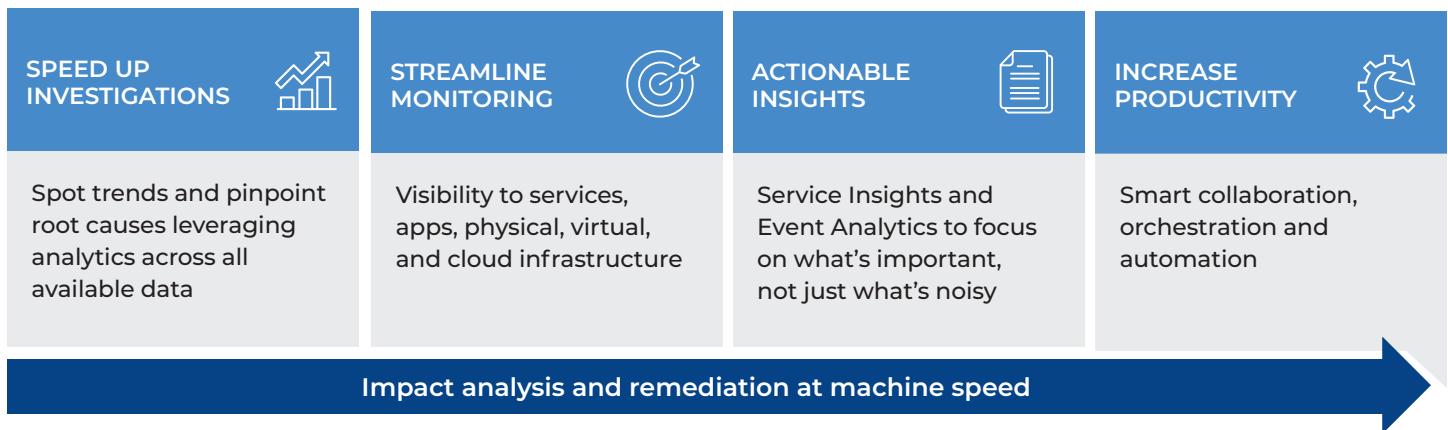 SPEED UP
INVESTIGATIONS
Spot trends and pinpoint
root causes leveraging
analytics across all
available data
STREAMLINE
MONITORING
Visibility to services,
apps, physical, virtual,
and cloud infrastructure
ACTIONABLE
INSIGHTS
Service Insights and
Event Analytics to focus
on what’s important,
not just what’s noisy
INCREASE
PRODUCTIVITY
Smart collaboration,
orchestration and
automation
Impact analysis and remediation at machine speed